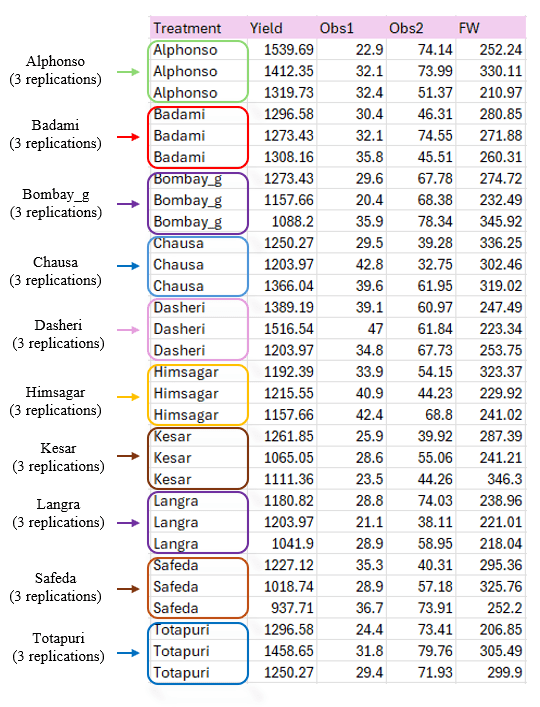 Treatment Yield Obs1 Obs2 FW
Alphonso 1539.69 22.9 74.14 252.24
Alphonso 1412.35 32.1 73.99 330.11
Alphonso 1319.73 32.4 51.37 210.97
Badami 1296.58 30.4 46.31 280.85
Badami 1273.43 32.1 74.55 271.88
Badami 1308.16 35.8 45.51 260.31
Bombay_g 1273.43 29.6 67.78 274.72
Bombay_g 1157.66 20.4 68.38 232.49
Bombay_g 1088.2 35.9 78.34 345.92
Chausa 1250.27 29.5 39.28 336.25
Chausa 1203.97 42.8 32.75 302.46
Chausa 1366.04 39.6 61.95 319.02
Dasheri 1389.19 39.1 60.97 247.49
Dasheri 1516.54 47 61.84 223.34
Dasheri 1203.97 34.8 67.73 253.75
Himsagar 1192.39 33.9 54.15 323.37
Himsagar 1215.55 40.9 44.23 229.92
Himsagar 1157.66 42.4 68.8 241.02
Kesar 1261.85 25.9 39.92 287.39
Kesar 1065.05 28.6 55.06 241.21
Kesar 1111.36 23.5 44.26 346.3
Langra 1180.82 28.8 74.03 238.96
Langra 1203.97 21.1 38.11 221.01
Langra 1041.9 28.9 58.95 218.04
Safeda 1227.12 35.3 40.31 295.36
Safeda 1018.74 28.9 57.18 325.76
Safeda 937.71 36.7 73.91 252.2
Totapuri 1296.58 24.4 73.41 206.85
Totapuri 1458.65 31.8 79.76 305.49
Totapuri 1250.27 29.4 71.93 299.9
Alphonso
(3 replications)
Badami
(3 replications)
Bombay_g
(3 replications)
Chausa
(3 replications)
Dasheri
(3 replications)
Himsagar
(3 replications)
Kesar
(3 replications)
Langra
(3 replications)
Safeda
(3 replications)
Totapuri
(3 replications)